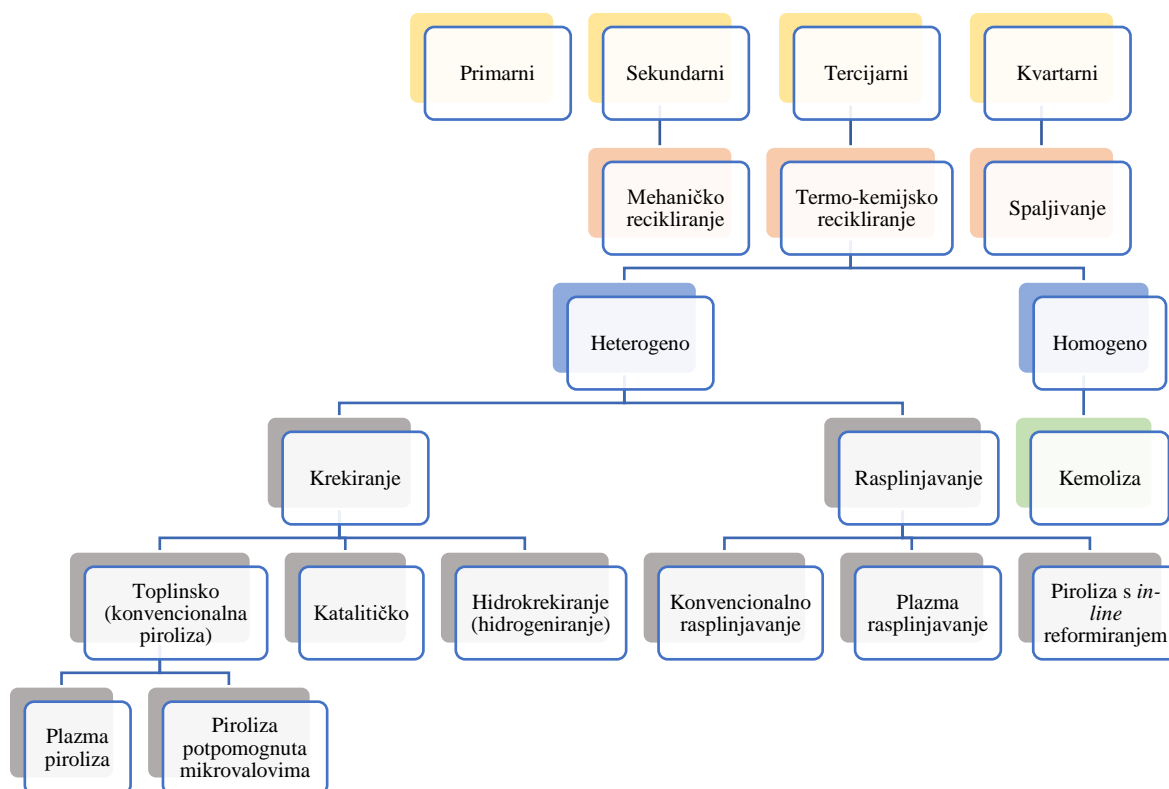 Primarni
Sekundarni
Tercijarni
Kvartarni
Mehaničko
recikliranje
Termo-kemijsko
recikliranje
Spaljivanje
Heterogeno
Homogeno
Krekiranje
Rasplinjavanje
Kemoliza
Toplinsko
(konvencionalna
piroliza)
Katalitičko
Hidrokrekiranje
(hidrogeniranje)
Konvencionalno
rasplinjavanje
Plazma
rasplinjavanje
Piroliza s in-
line
reformiranjem
Plazma
piroliza
Piroliza
potpomognuta
mikrovalovima